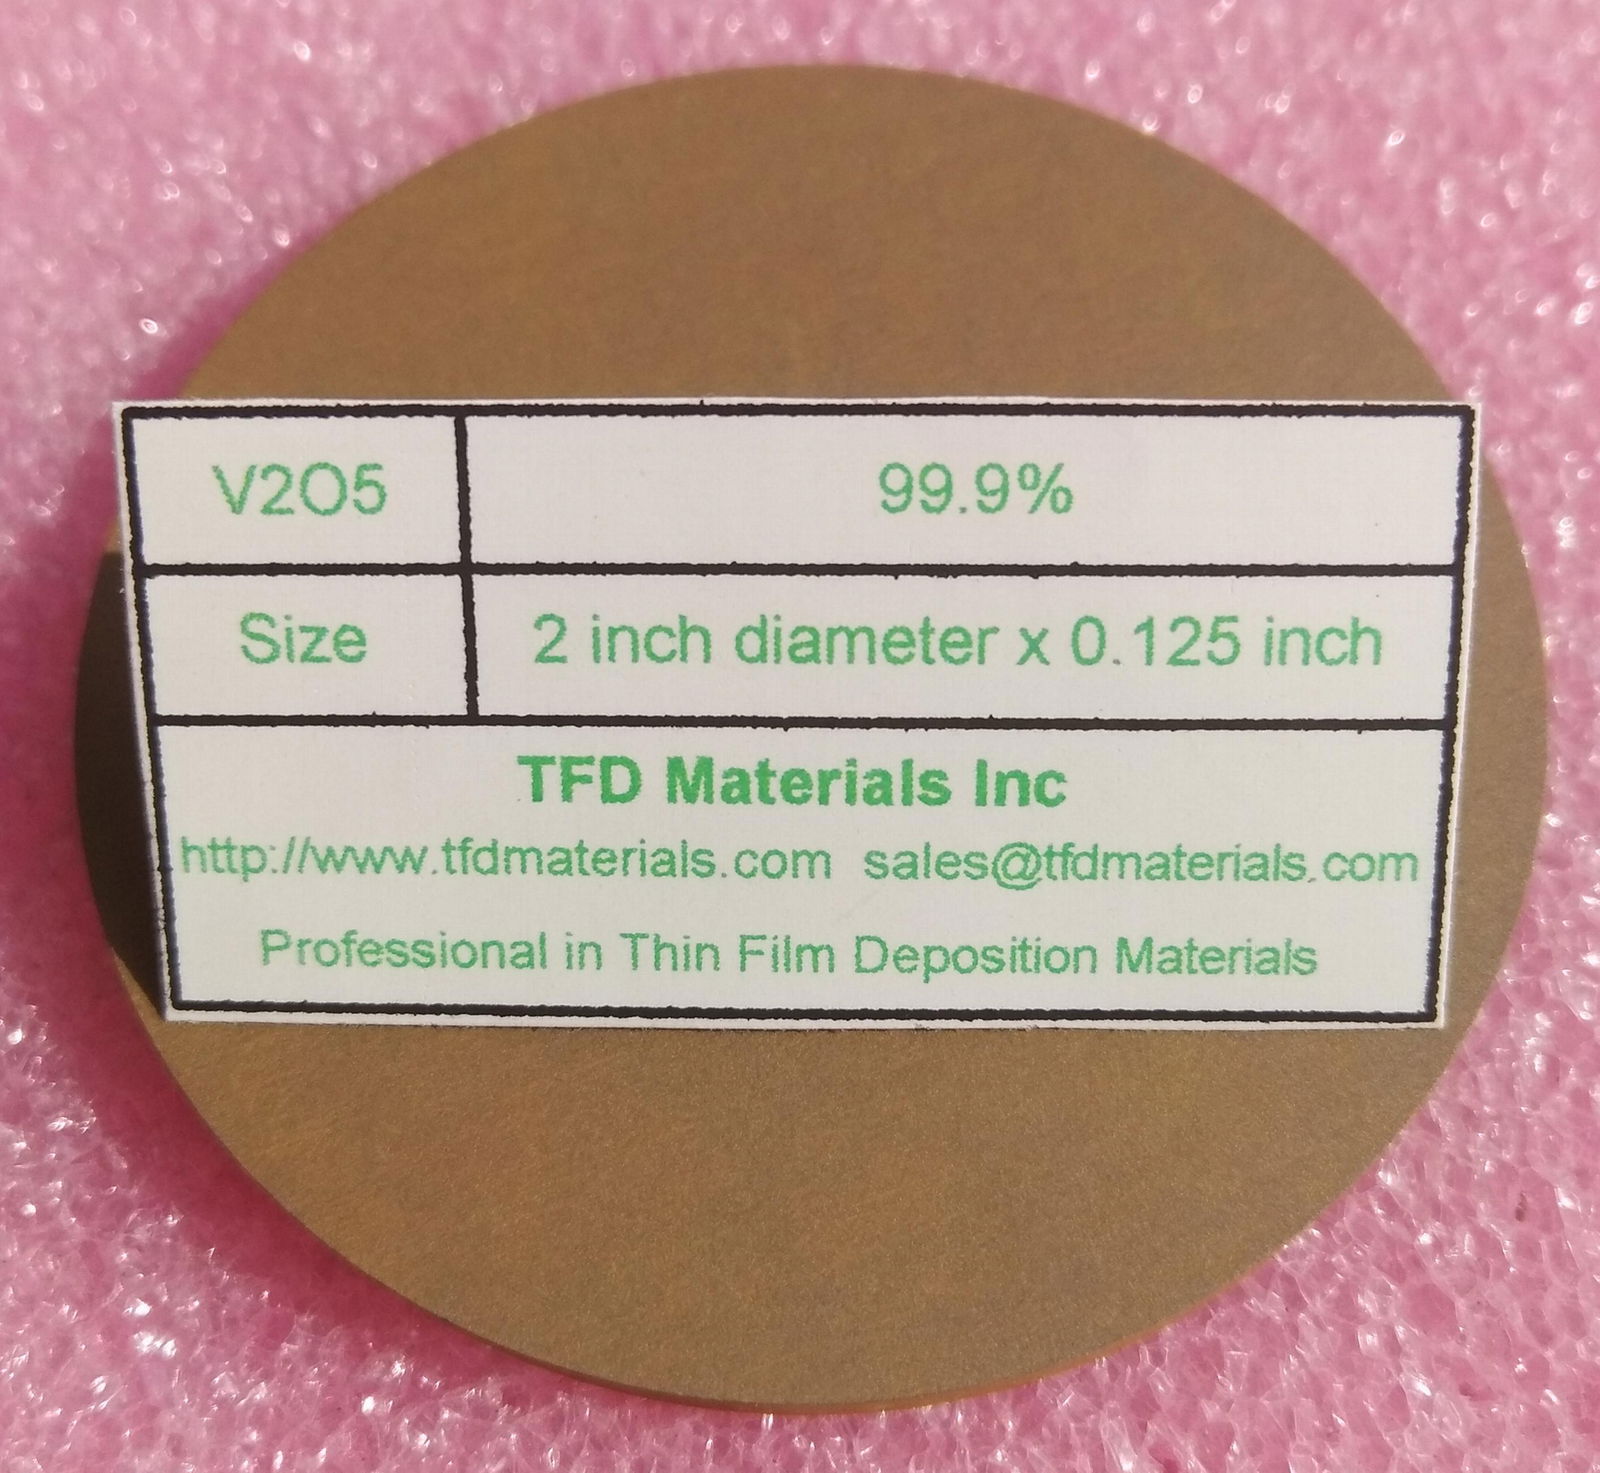 V2O5 99.9%
Size 2 inch diameter x 0.125 inch
TFD Materials Inc
http://www.tfdmaterials.com sales@tfdmaterials.com
Professional in Thin Film Deposition Materials